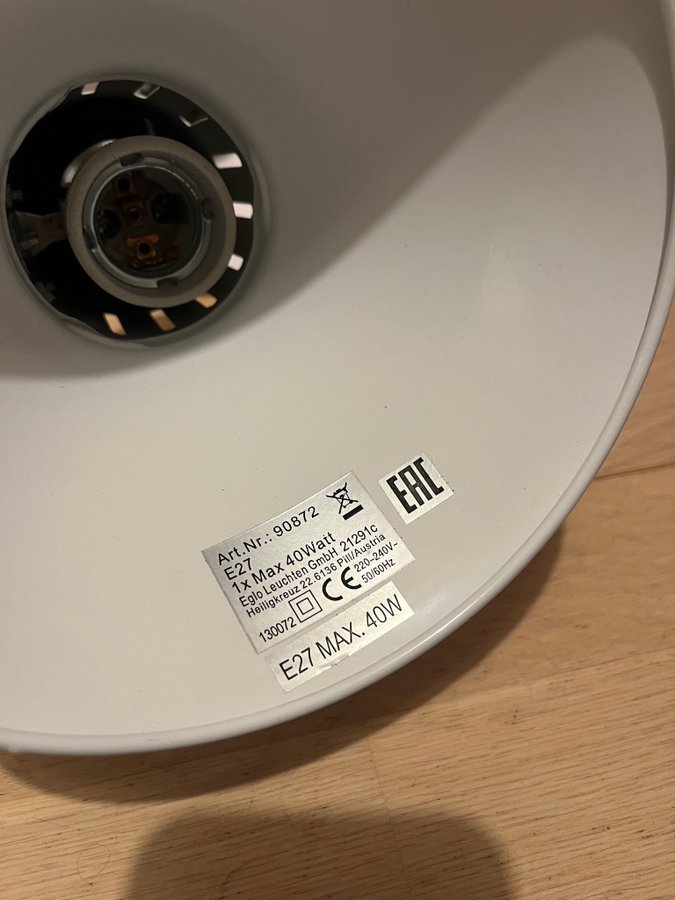 Art.Nr.: 90872
E27
1x Max 40Watt
Eglo Leuchten GmbH 21291c
Heiligkreuz 22.6136 Pill/Austria
130072 CE 220-240V~
50/60Hz
EAC
E27 MAX. 40W